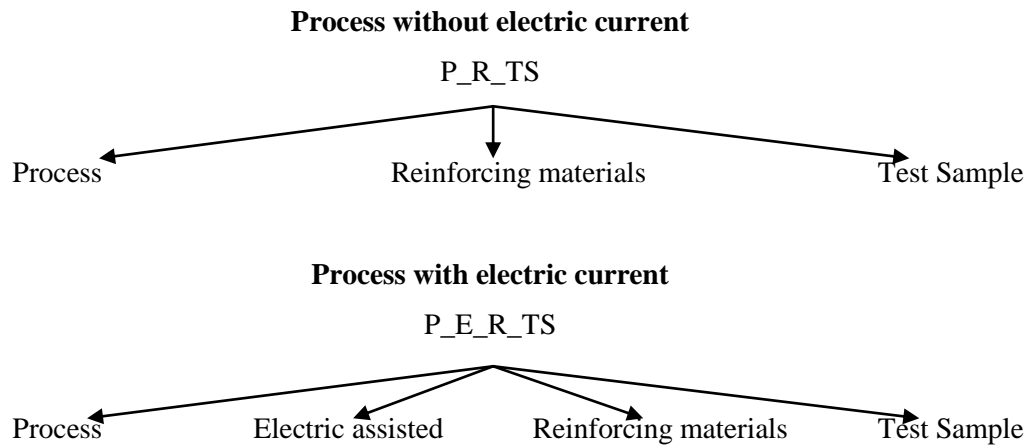 Process without electric current
P_R_TS
Process Reinforcing materials Test Sample
Process with electric current
P_E_R_TS
Process Electric assisted Reinforcing materials Test Sample